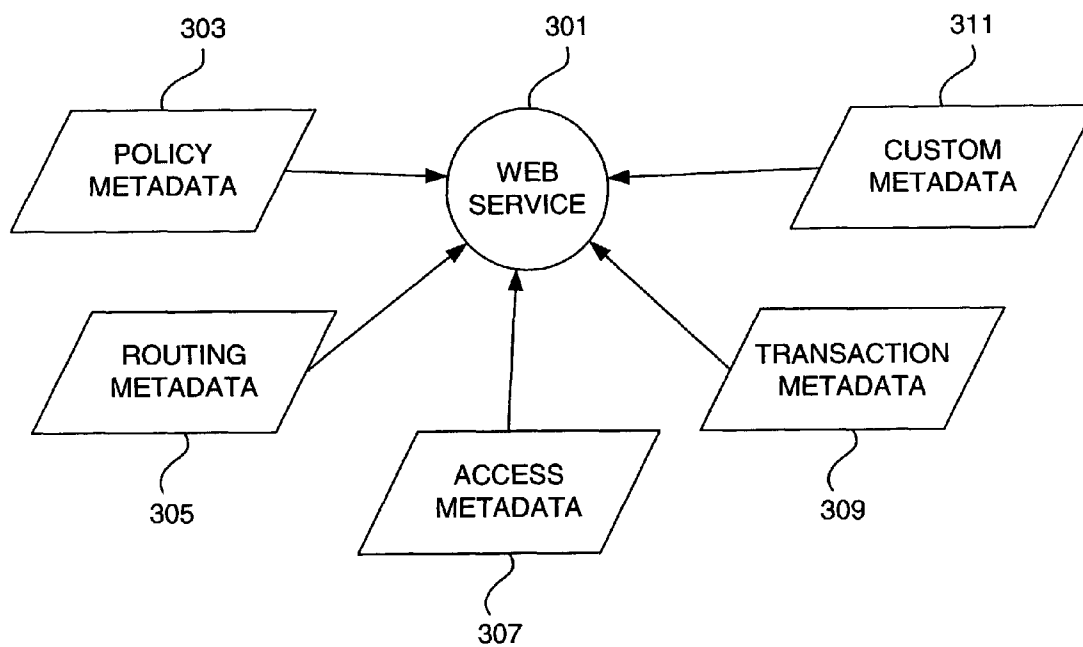 303
301
311
POLICY
METADATA
WEB
SERVICE
CUSTOM
METADATA
ROUTING
METADATA
TRANSACTION
METADATA
ACCESS
METADATA
305
309
307